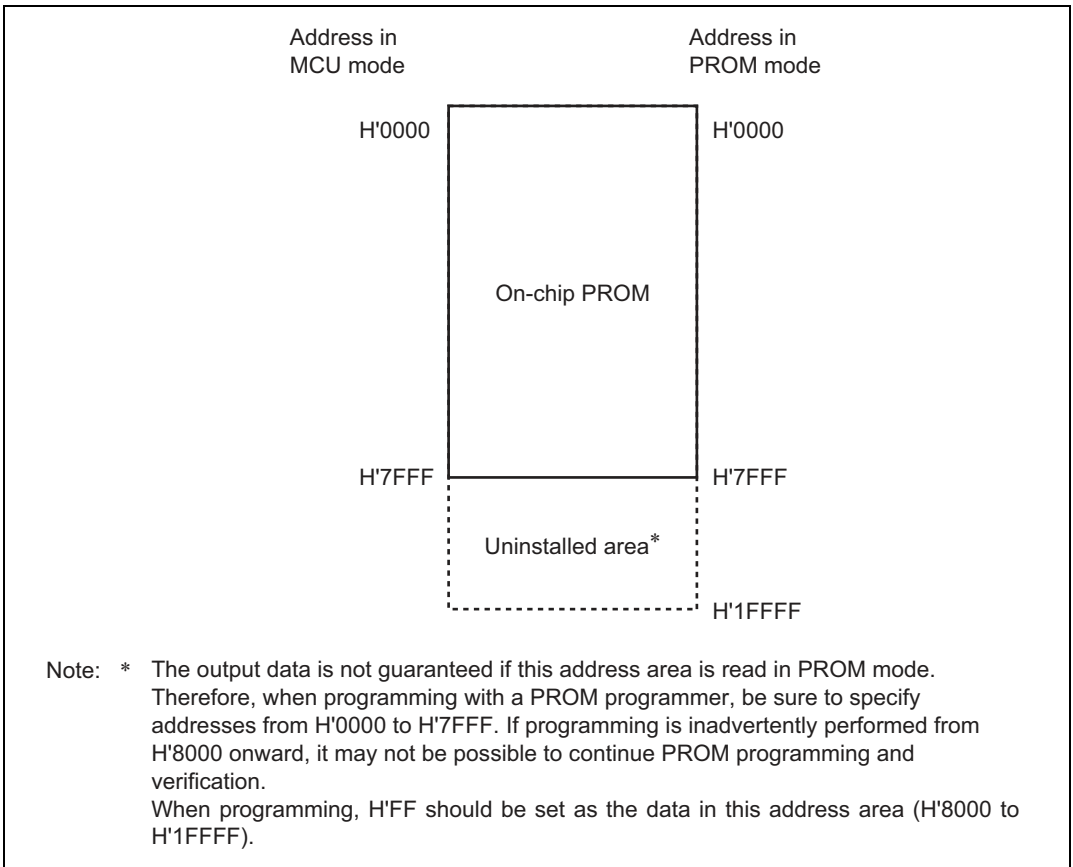 Address in Address in
MCU mode PROM mode
H'0000 H'0000
On-chip PROM
H'7FFF H'7FFF
Uninstalled area*
H'1FFFF
Note: * The output data is not guaranteed if this address area is read in PROM mode.
Therefore, when programming with a PROM programmer, be sure to specify
addresses from H'0000 to H'7FFF. If programming is inadvertently performed from
H'8000 onward, it may not be possible to continue PROM programming and
verification.
When programming, H'FF should be set as the data in this address area (H'8000 to
H'1FFFF).